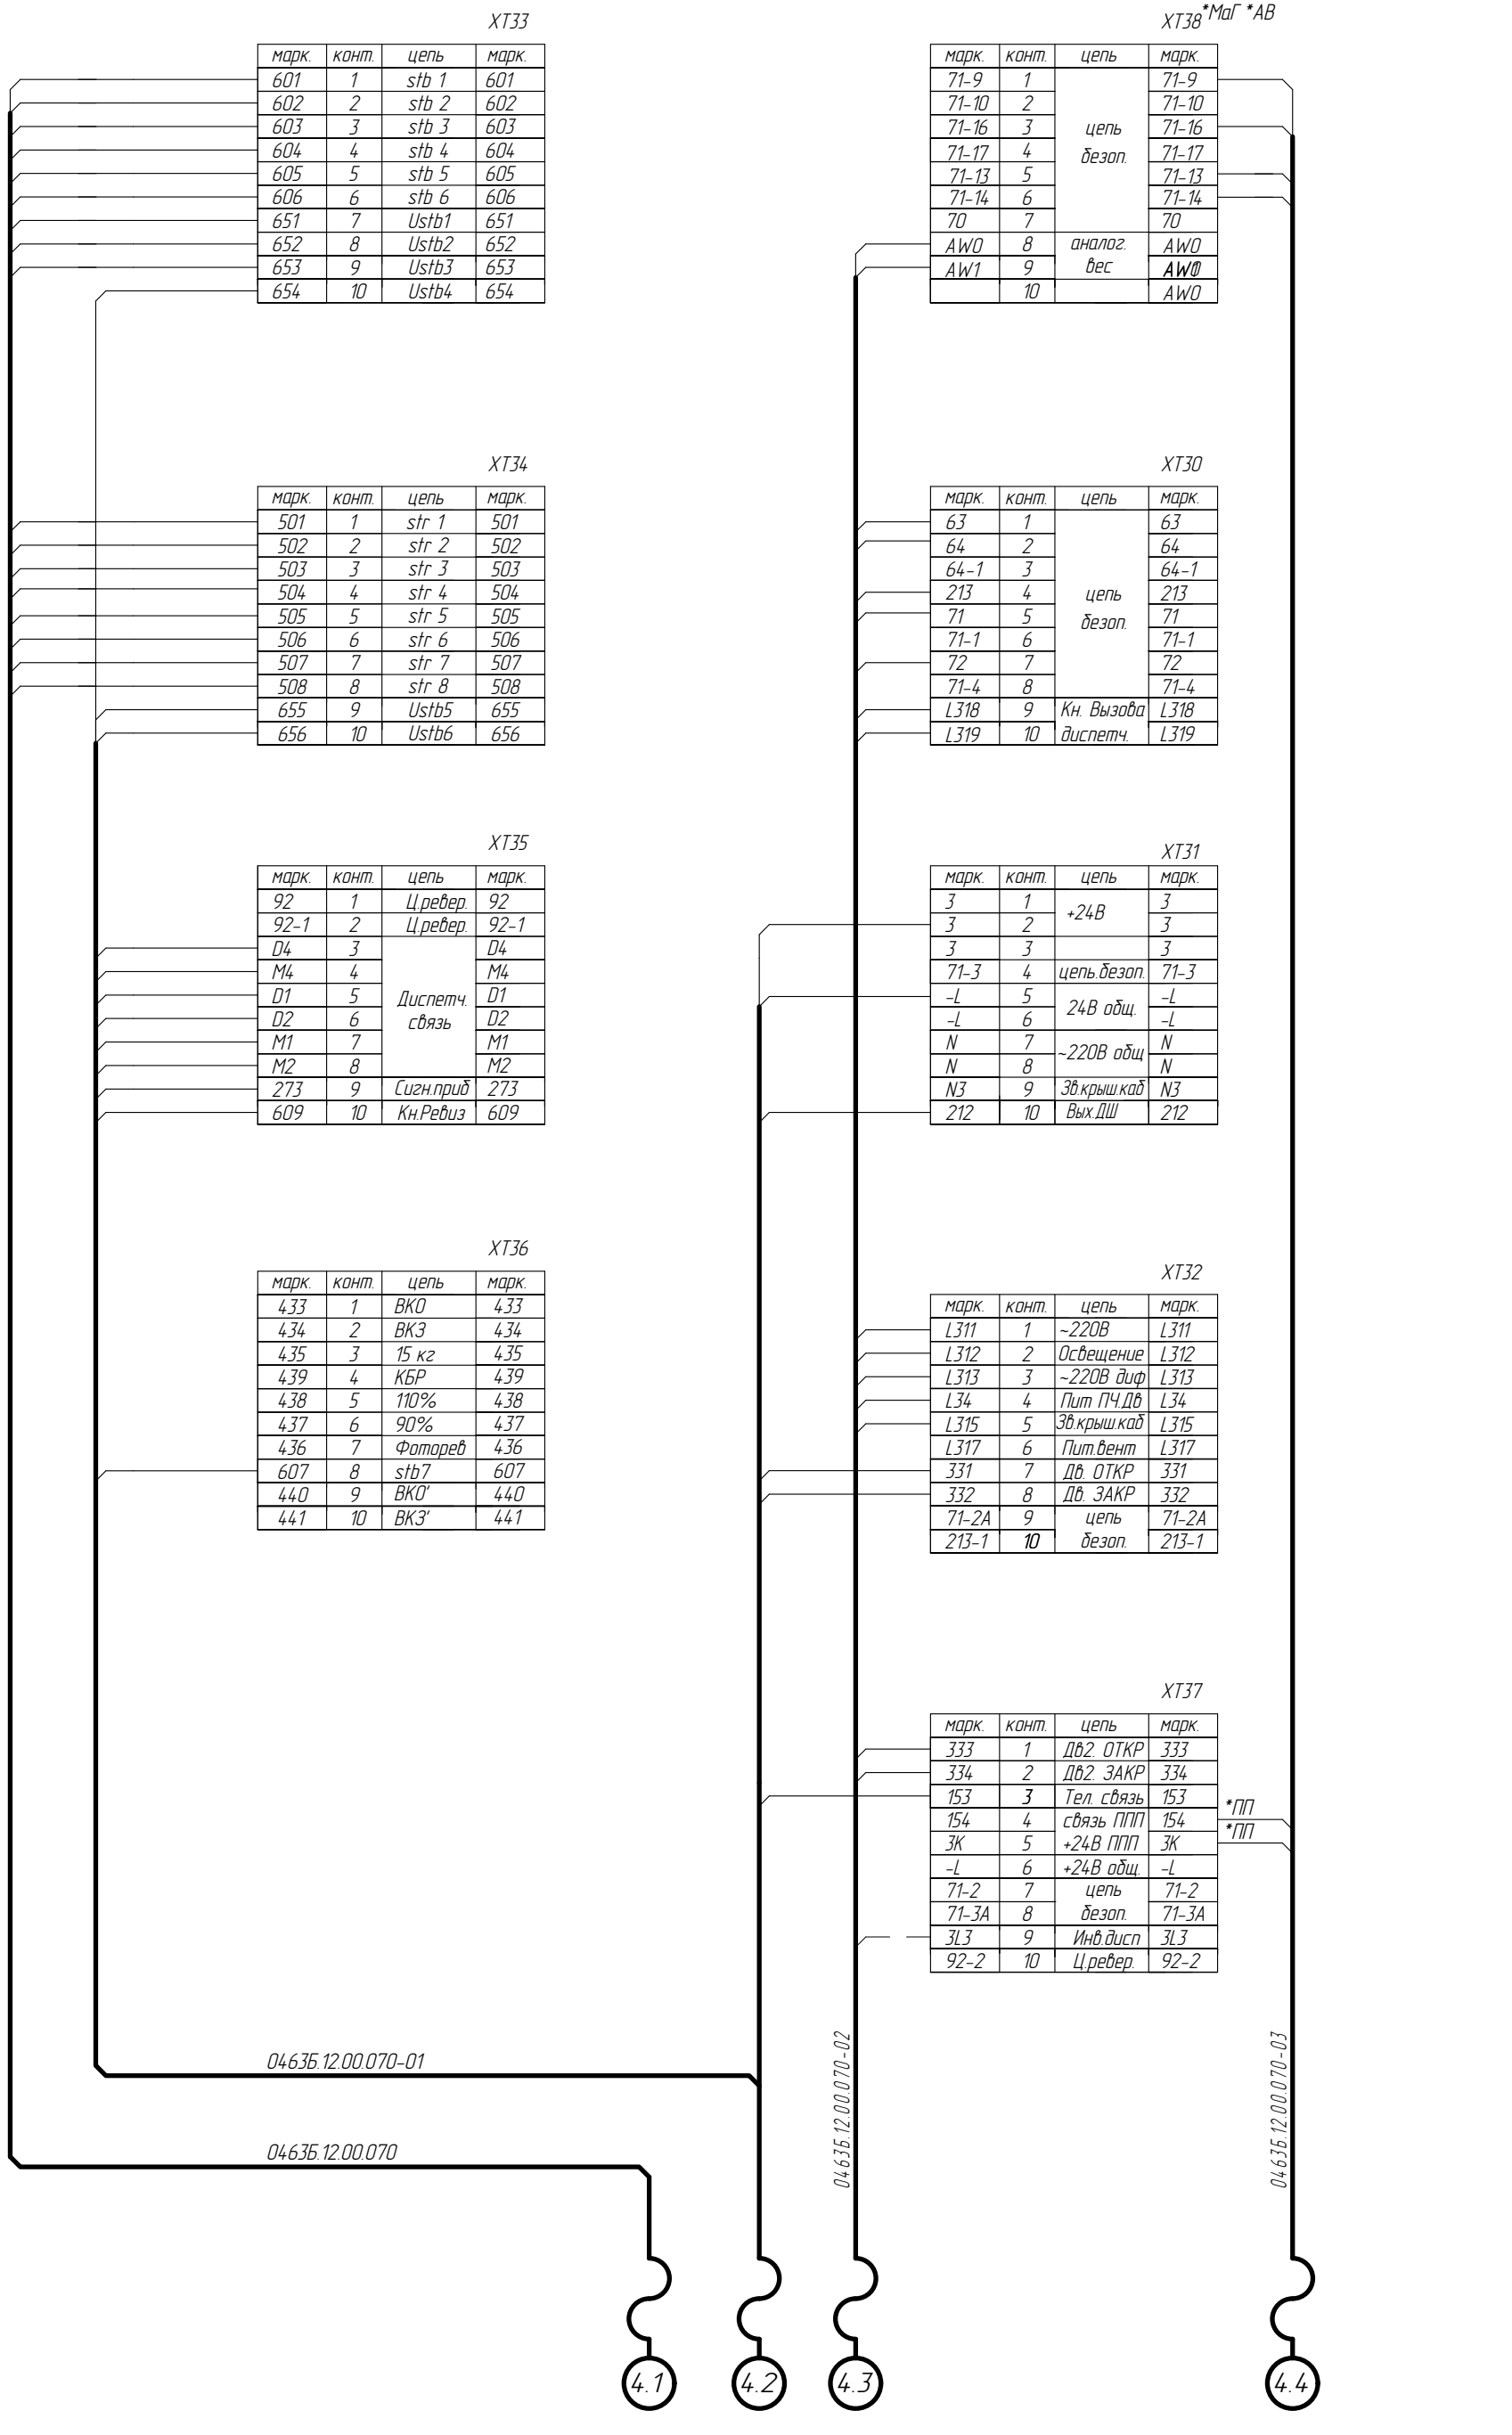 XT33
марк. конт. цепь марк.
601 1 stb 1 601
602 2 stb 2 602
603 3 stb 3 603
604 4 stb 4 604
605 5 stb 5 605
606 6 stb 6 606
651 7 Ustb1 651
652 8 Ustb2 652
653 9 Ustb3 653
654 10 Ustb4 654
XT34
марк. конт. цепь марк.
501 1 str 1 501
502 2 str 2 502
503 3 str 3 503
504 4 str 4 504
505 5 str 5 505
506 6 str 6 506
507 7 str 7 507
508 8 str 8 508
655 9 Ustb5 655
656 10 Ustb6 656
XT35
марк. конт. цепь марк.
92 1 Ц.ревер. 92
92-1 2 Ц.ревер. 92-1
D4 3 D4
M4 4 M4
D1 5 Диспетч. D1
D2 6 связь D2
M1 7 M1
M2 8 M2
273 9 Сигн.приб 273
609 10 Кн.Ревиз 609
XT36
марк. конт. цепь марк.
433 1 ВКО 433
434 2 ВКЗ 434
435 3 15 кг 435
439 4 КБР 439
438 5 110% 438
437 6 90% 437
436 7 Фоторев 436
607 8 stb7 607
440 9 ВКО' 440
441 10 ВКЗ' 441
XT38 *МаГ *АВ
марк. конт. цепь марк.
71-9 1 71-9
71-10 2 71-10
71-16 3 цепь 71-16
71-17 4 безоп. 71-17
71-13 5 71-13
71-14 6 71-14
70 7 70
AW0 8 аналог. AW0
AW1 9 вес
10 AW0
XT30
марк. конт. цепь марк.
63 1 63
64 2 64
64-1 3 64-1
213 4 цепь 213
71 5 безоп. 71
71-1 6 71-1
72 7 72
71-4 8 71-4
L318 9 Кн. Вызова L318
L319 10 диспетч. L319
XT31
марк. конт. цепь марк.
3 1 +24В 3
3 2 3
3 3 3
71-3 4 цепь.безоп. 71-3
-L 5 24В общ. -L
-L 6 -L
N 7 ~220В общ N
N 8 N
N3 9 Зв.крыш.каб N3
212 10 Вых.ДШ 212
XT32
марк. конт. цепь марк.
L311 1 ~220В L311
L312 2 Освещение L312
L313 3 ~220В диф L313
L34 4 Пит ПЧ.Дв L34
L315 5 Зв.крыш.каб L315
L317 6 Пит.вент L317
331 7 Дв. ОТКР 331
332 8 Дв. ЗАКР 332
71-2А 9 цепь 71-2А
213-1 10 безоп. 213-1
XT37
марк. конт. цепь марк.
333 1 Дв2. ОТКР 333
334 2 Дв2. ЗАКР 334
153 3 Тел. связь 153
154 4 связь ППП 154 *ПП
3К 5 +24В ППП 3К *ПП
-L 6 +24В общ. -L
71-2 7 цепь 71-2
71-3А 8 безоп. 71-3А
3L3 9 Инв.дисп 3L3
92-2 10 Ц.ревер. 92-2
0463Б.12.00.070-01
0463Б.12.00.070
0463Б.12.00.070-02
0463Б.12.00.070-03
4.1 4.2 4.3 4.4